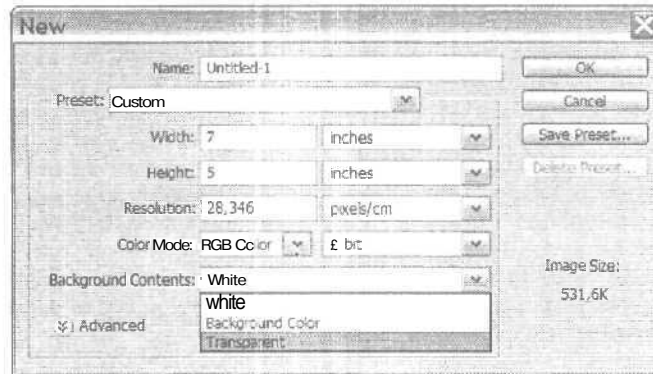 New
Name: Untitled-1
OK
Preset: Custom
Cancel
Width: 7 inches
Save Preset...
Height: 5 inches
Delete Preset...
Resolution: 28,346 pixels/cm
Color Mode: RGB Cc or £ bit
Background Contents: White
Image Size:
white
531,6K
Advanced
Background Color
Transparent